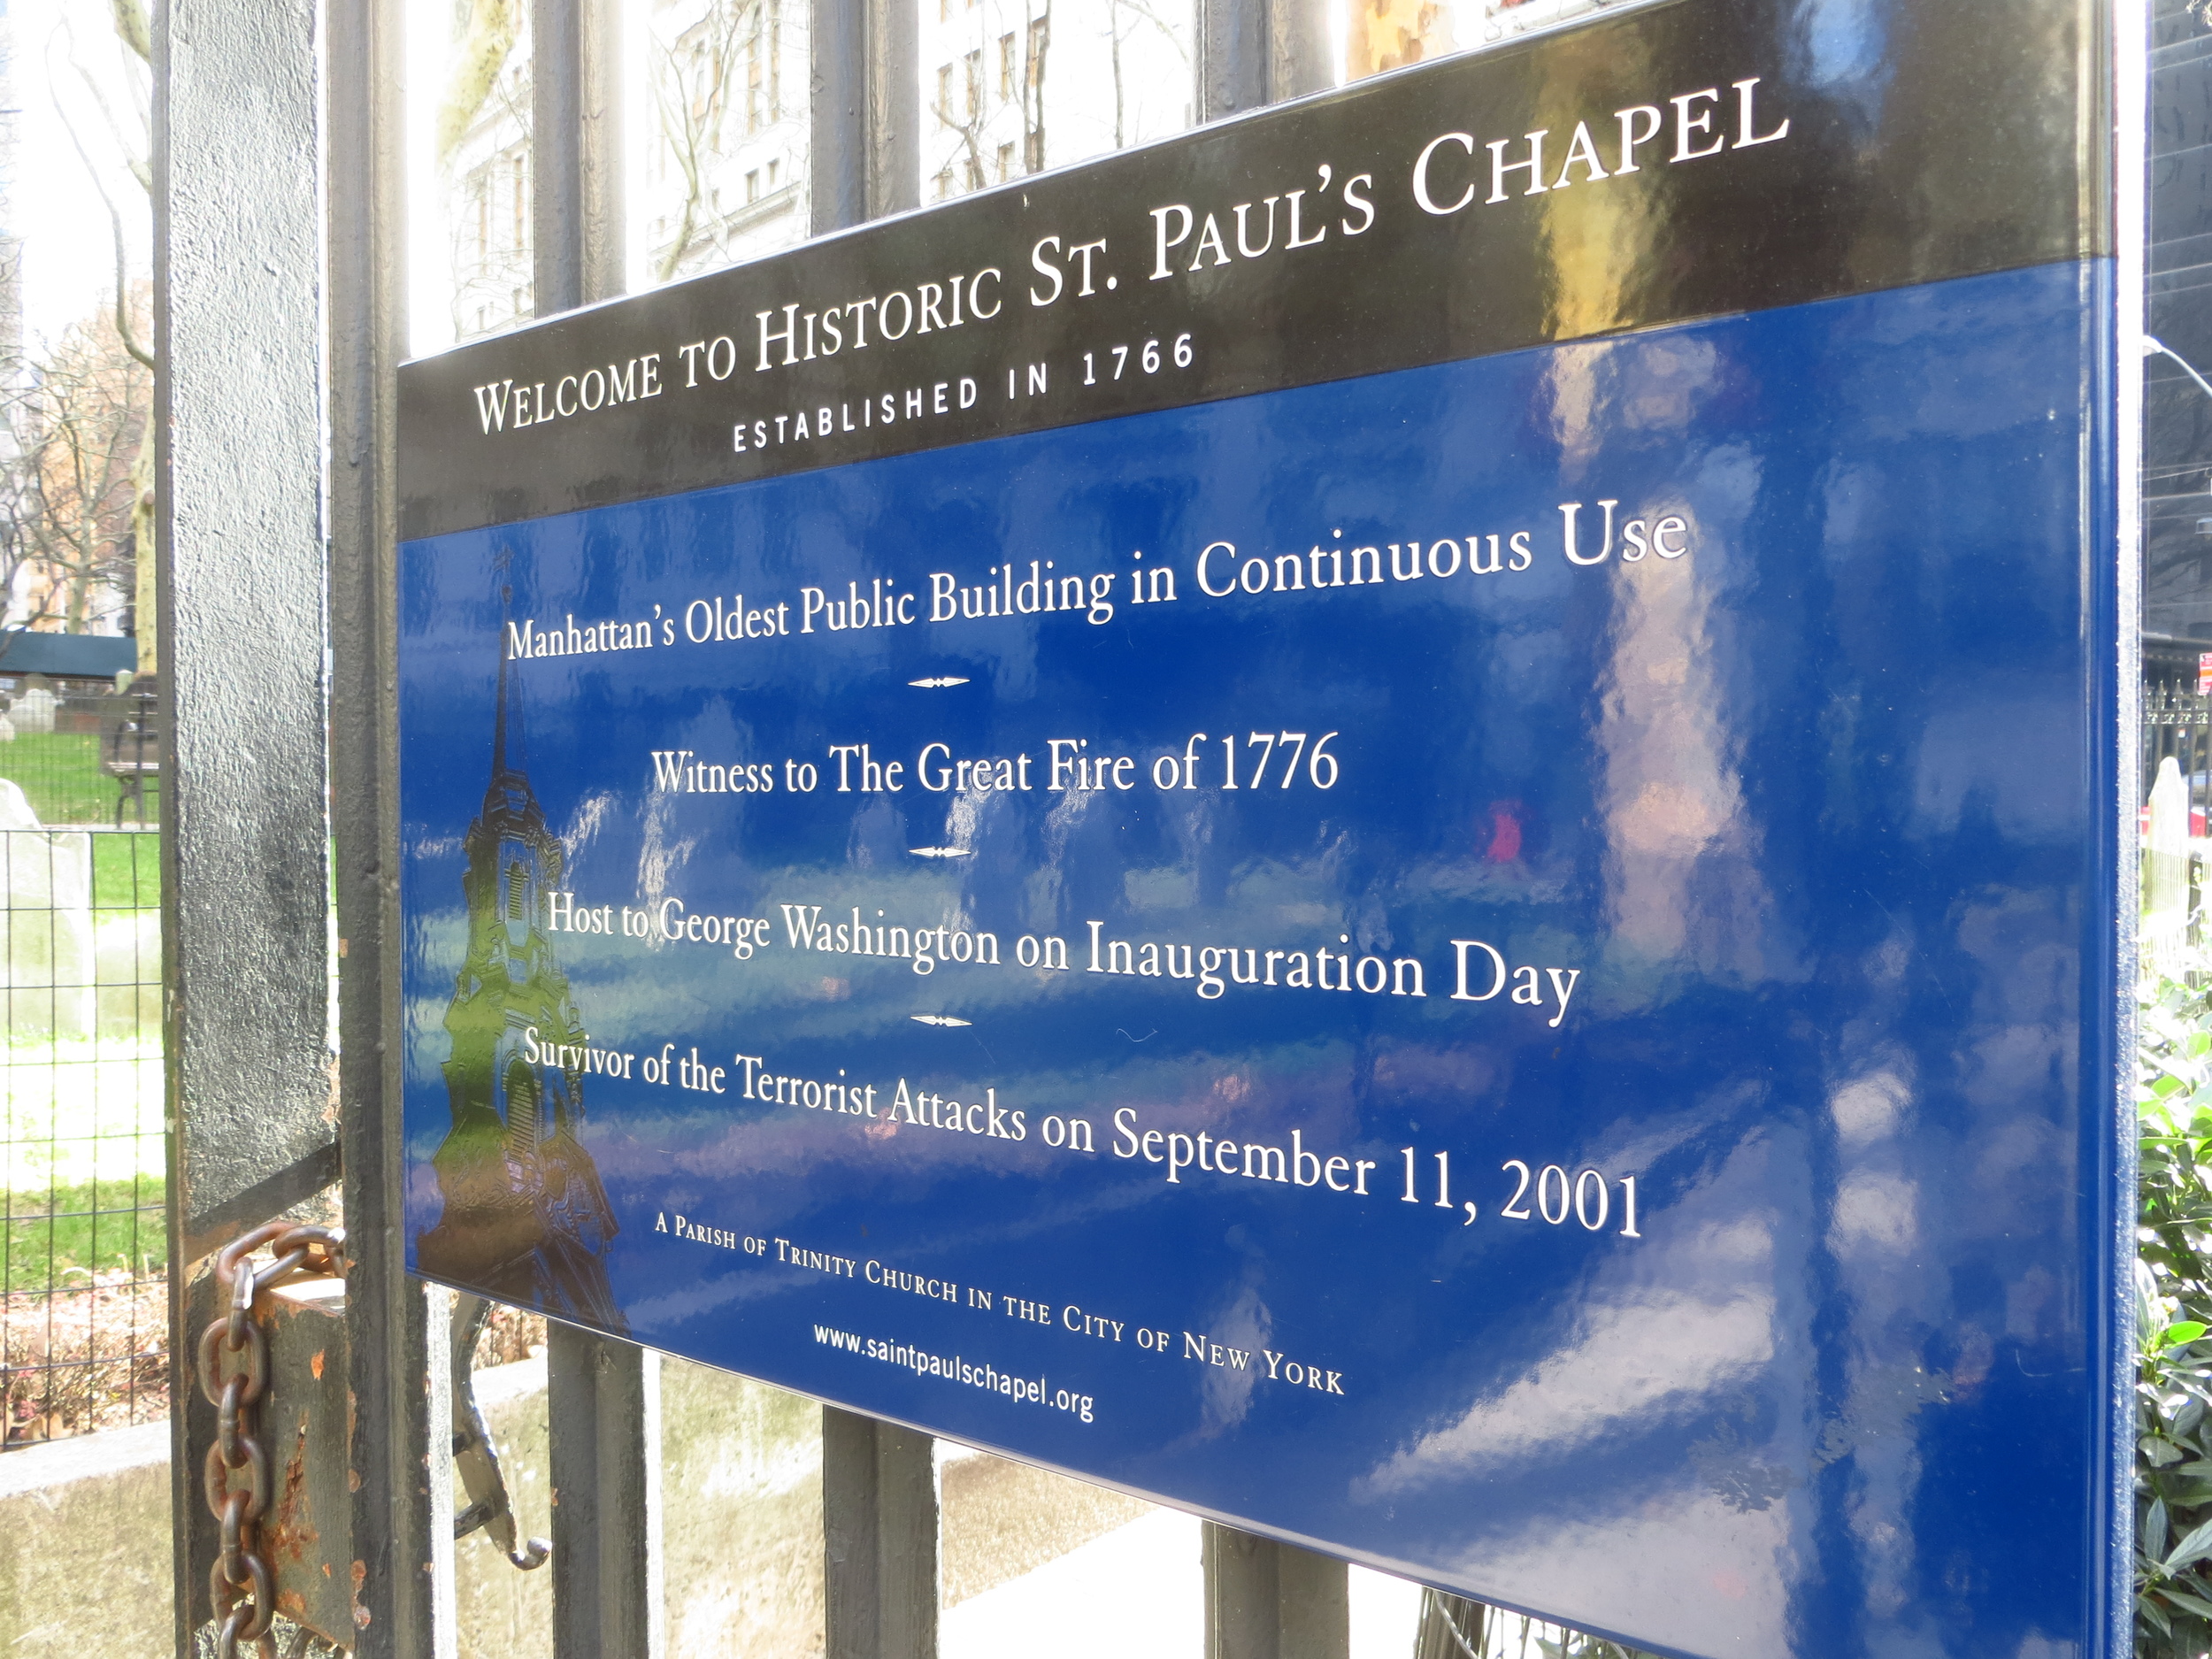 WELCOME TO HISTORIC ST. PAUL'S CHAPEL
ESTABLISHED IN 1766
Manhattan's Oldest Public Building in Continuous Use
Witness to The Great Fire of 1776
Host to George Washington on Inauguration Day
Survivor of the Terrorist Attacks on September 11, 2001
A PARISH OF TRINITY CHURCH IN THE CITY OF NEW YORK
www.saintpaulschapel.org